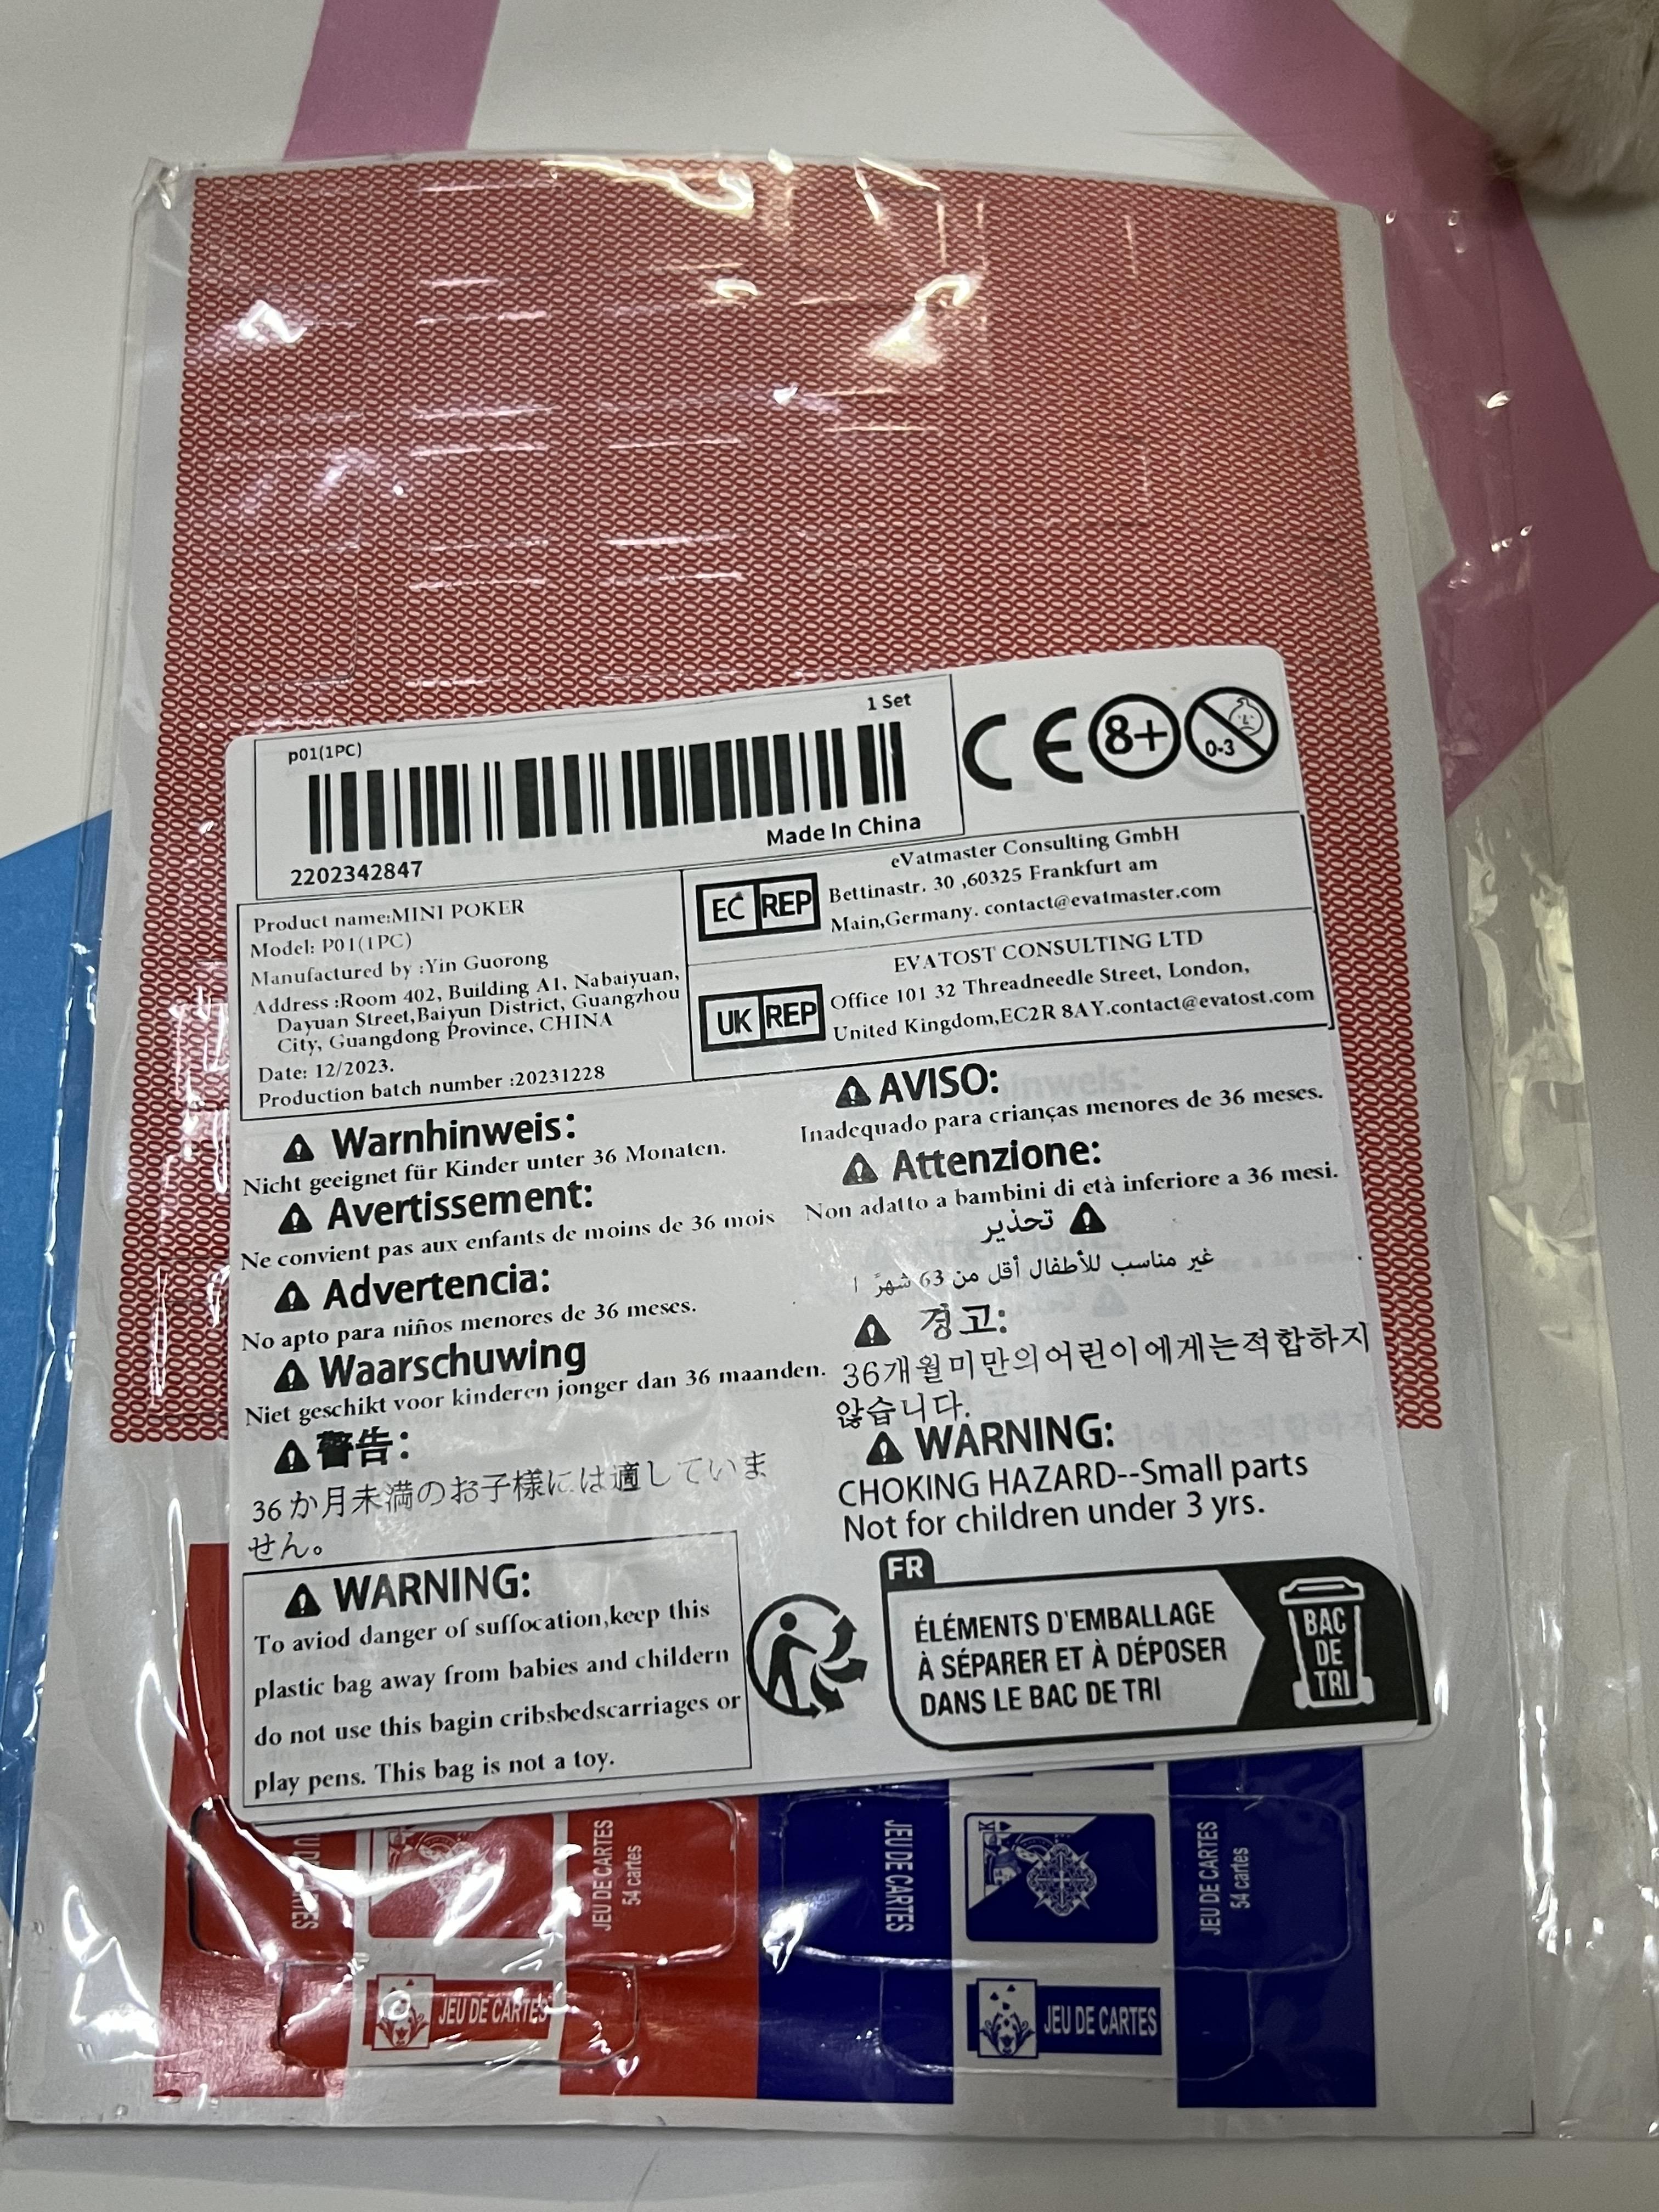 p01(1PC)
1 Set
2202342847
Made In China
CE
8+
0-3
Product name:MINI POKER
Model: P01(1PC)
Manufactured by :Yin Guorong
Address :Room 402, Building A1, Nabaiyuan,
Dayuan Street,Baiyun District, Guangzhou
City, Guangdong Province, CHINA
Date: 12/2023.
Production batch number :20231228
EC REP
eVatmaster Consulting GmbH
Bettinastr. 30 ,60325 Frankfurt am
Main,Germany. contact@evatmaster.com
UK REP
EVATOST CONSULTING LTD
Office 101 32 Threadneedle Street, London,
United Kingdom,EC2R 8AY.contact@evatost.com
Warnhinweis:
Nicht geeignet für Kinder unter 36 Monaten.
Avertissement:
Ne convient pas aux enfants de moins de 36 mois
Advertencia:
No apto para niños menores de 36 meses.
Waarschuwing
Niet geschikt voor kinderen jonger dan 36 maanden.
警告:
36か月未満のお子様には適していま
せん。
WARNING:
To aviod danger of suffocation,keep this
plastic bag away from babies and childern
do not use this bagin cribsbedscarriages or
play pens. This bag is not a toy.
AVISO:
Inadequado para crianças menores de 36 meses.
Attenzione:
Non adatto a bambini di età inferiore a 36 mesi.
تحذير
غير مناسب للأطفال أقل من 63 شهرً ا
경고:
36개월미만의어린이에게는적합하지
않습니다.
WARNING:
CHOKING HAZARD--Small parts
Not for children under 3 yrs.
FR
ÉLÉMENTS D'EMBALLAGE
À SÉPARER ET À DÉPOSER
DANS LE BAC DE TRI
BAC
DE
TRI
JEU DE CARTES
54 cartes
JEU DE CARTES
K
JEU DE CARTES
54 cartes
JEU DE CARTES
JEU DE CARTES